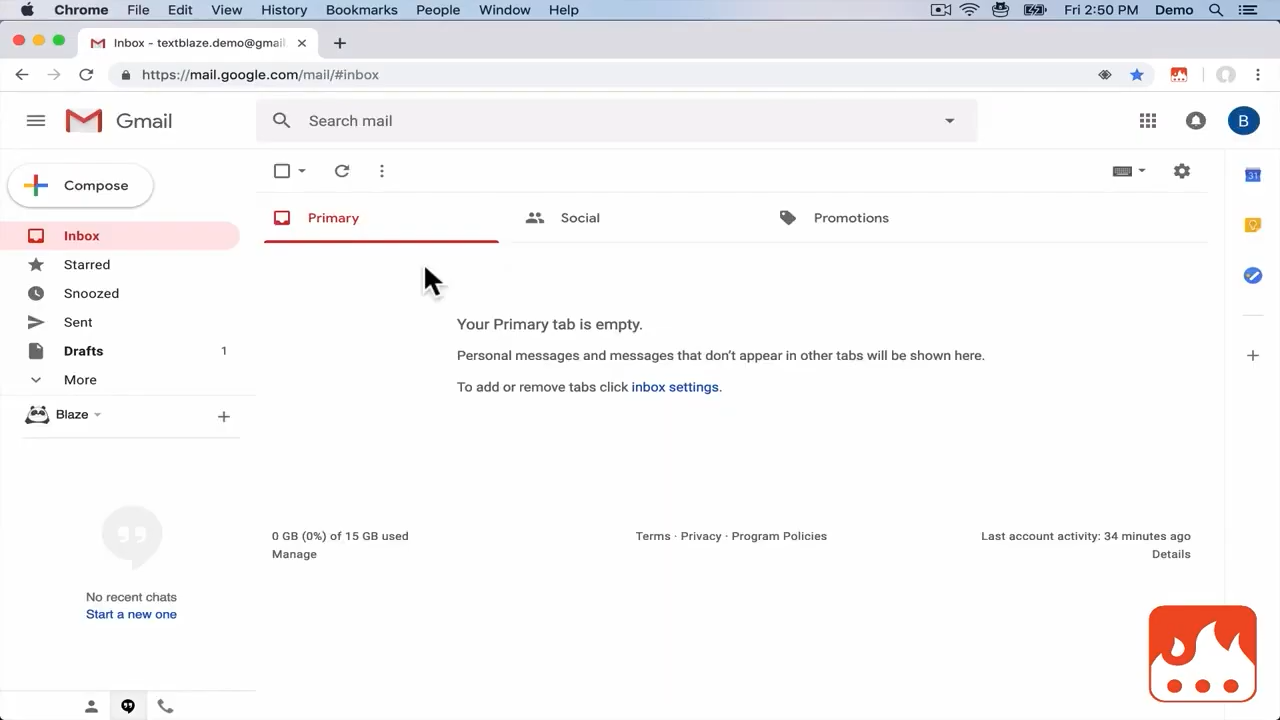 Chrome File Edit View History Bookmarks People Window Help Fri 2:50 PM Demo
Inbox - textblaze.demo@gmail
https://mail.google.com/mail/#inbox
Gmail Search mail B
Compose
31
Primary Social Promotions
Inbox
Starred
Snoozed
Sent
Drafts 1
More
Blaze
Your Primary tab is empty.
Personal messages and messages that don't appear in other tabs will be shown here.
To add or remove tabs click inbox settings.
0 GB (0%) of 15 GB used
Manage
Terms · Privacy · Program Policies
Last account activity: 34 minutes ago
Details
No recent chats
Start a new one